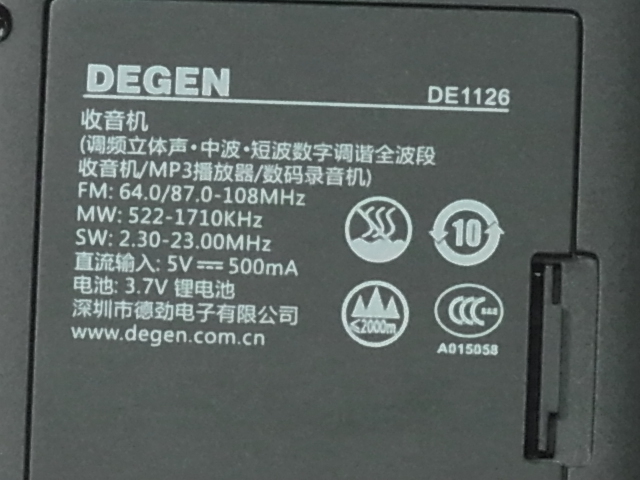 DEGEN
DE1126
收音机
(调频立体声·中波·短波数字调谐全波段
收音机/MP3播放器/数码录音机)
FM: 64.0/87.0-108MHz
MW: 522-1710KHz
SW: 2.30-23.00MHz
直流输入: 5V⎓500mA
电池: 3.7V 锂电池
深圳市德劲电子有限公司
www.degen.com.cn
10
≤2000m
CCC
A015058